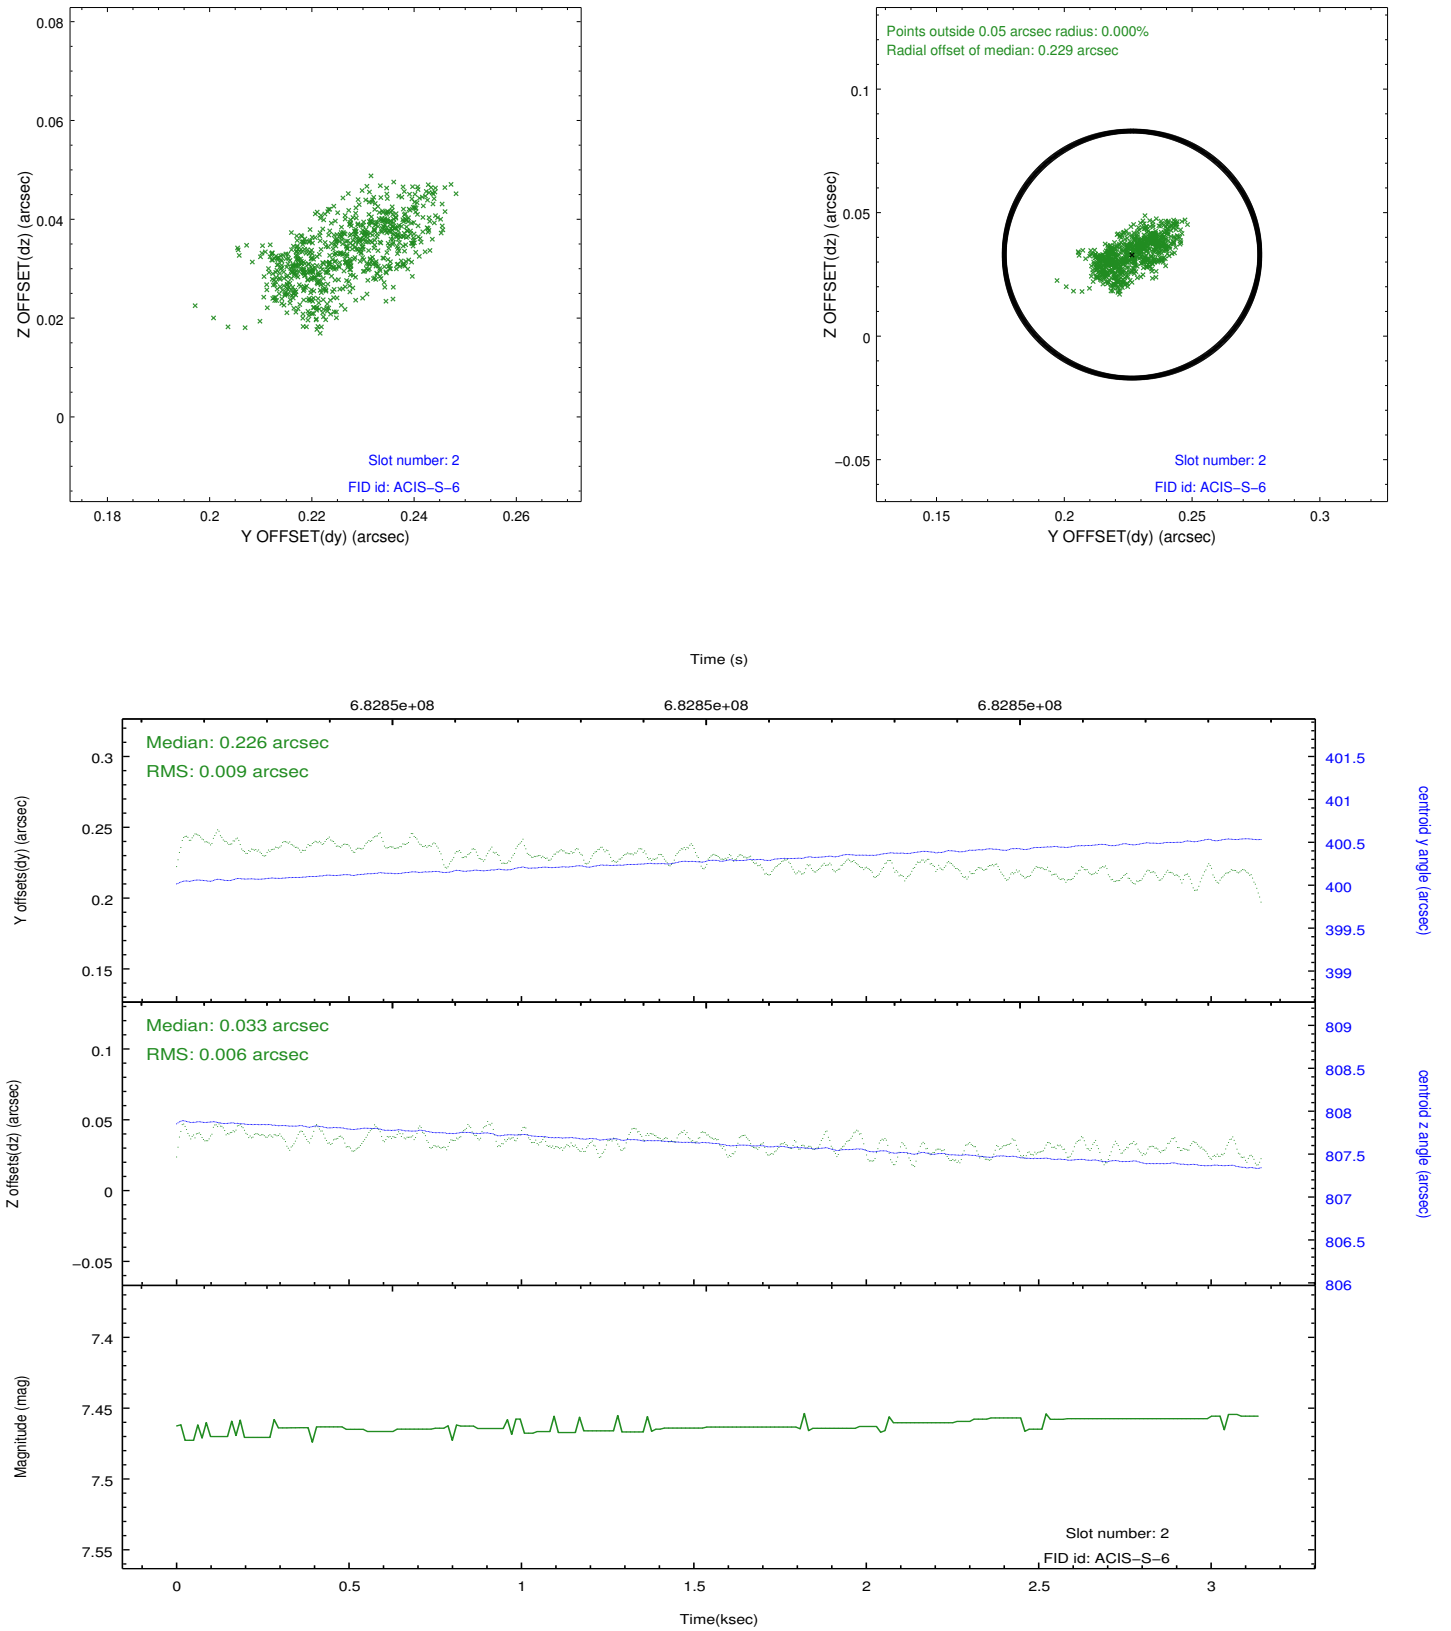 0.08
0.06
0.04
0.02
0
Z OFFSET(dz) (arcsec)
Slot number: 2
FID id: ACIS−S−6
0.18 0.2 0.22 0.24 0.26
Y OFFSET(dy) (arcsec)
Points outside 0.05 arcsec radius: 0.000%
Radial offset of median: 0.229 arcsec
0.1
0.05
0
−0.05
Z OFFSET(dz) (arcsec)
Slot number: 2
FID id: ACIS−S−6
0.15 0.2 0.25 0.3
Y OFFSET(dy) (arcsec)
Time (s)
6.8285e+08 6.8285e+08 6.8285e+08
Median: 0.226 arcsec
RMS: 0.009 arcsec
0.3
0.25
0.2
0.15
Y offsets(dy) (arcsec)
401.5
401
400.5
400
399.5
399
centroid y angle (arcsec)
Median: 0.033 arcsec
RMS: 0.006 arcsec
0.1
0.05
0
−0.05
Z offsets(dz) (arcsec)
809
808.5
808
807.5
807
806.5
806
centroid z angle (arcsec)
7.4
7.45
7.5
7.55
Magnitude (mag)
Slot number: 2
FID id: ACIS−S−6
0 0.5 1 1.5 2 2.5 3
Time(ksec)